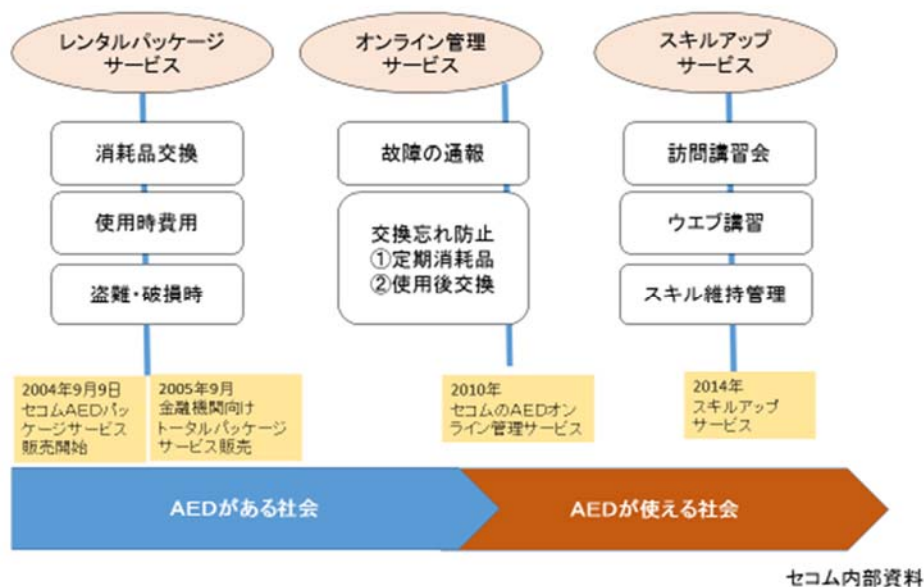 レンタルパッケージ
サービス
消耗品交換
使用時費用
盗難・破損時
オンライン管理
サービス
故障の通報
交換忘れ防止
①定期消耗品
②使用後交換
スキルアップ
サービス
訪問講習会
ウエブ講習
スキル維持管理
2004年9月9日
セコムAEDパッ
ケージサービス
販売開始
2005年9月
金融機関向け
トータルパッケージ
サービス販売
2010年
セコムのAEDオン
ライン管理サービス
2014年
スキルアップ
サービス
AEDがある社会
AEDが使える社会
セコム内部資料